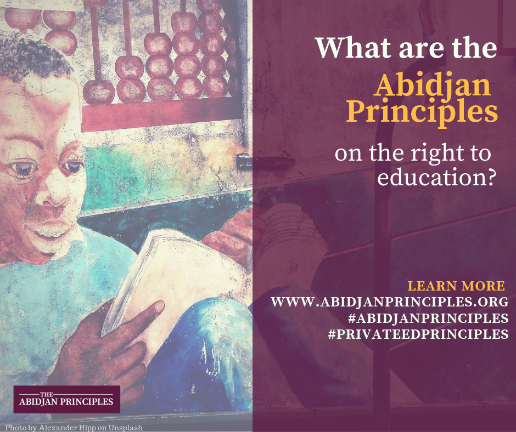 What are the
Abidjan
Principles
on the right to
education?
LEARN MORE
WWW.ABIDJANPRINCIPLES.ORG
#ABIDJANPRINCIPLES
#PRIVATEEDPRINCIPLES
THE
ABIDJAN PRINCIPLES
Photo by Alexander Hipp on Unsplash